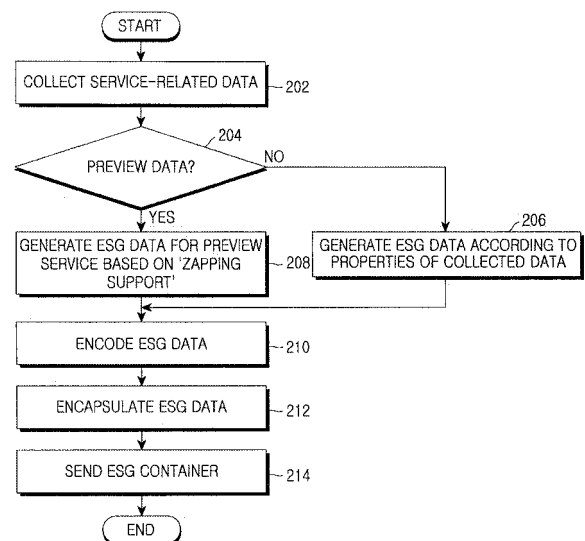 START
COLLECT SERVICE-RELATED DATA
202
204
PREVIEW DATA?
NO
YES
206
GENERATE ESG DATA FOR PREVIEW
SERVICE BASED ON 'ZAPPING
SUPPORT'
208
GENERATE ESG DATA ACCORDING TO
PROPERTIES OF COLLECTED DATA
ENCODE ESG DATA
210
ENCAPSULATE ESG DATA
212
SEND ESG CONTAINER
214
END